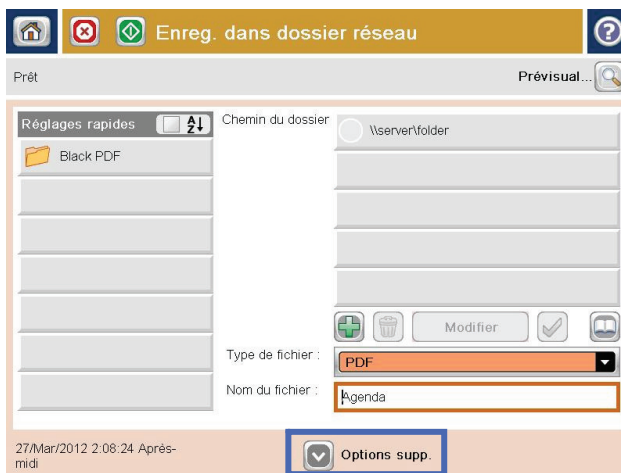 Enreg. dans dossier réseau
?
Prêt
Prévisual...
Réglages rapides
A
Z
Chemin du dossier
\\server\folder
Black PDF
Modifier
Type de fichier :
PDF
Nom du fichier :
Agenda
27/Mar/2012 2:08:24 Après-
midi
Options supp.